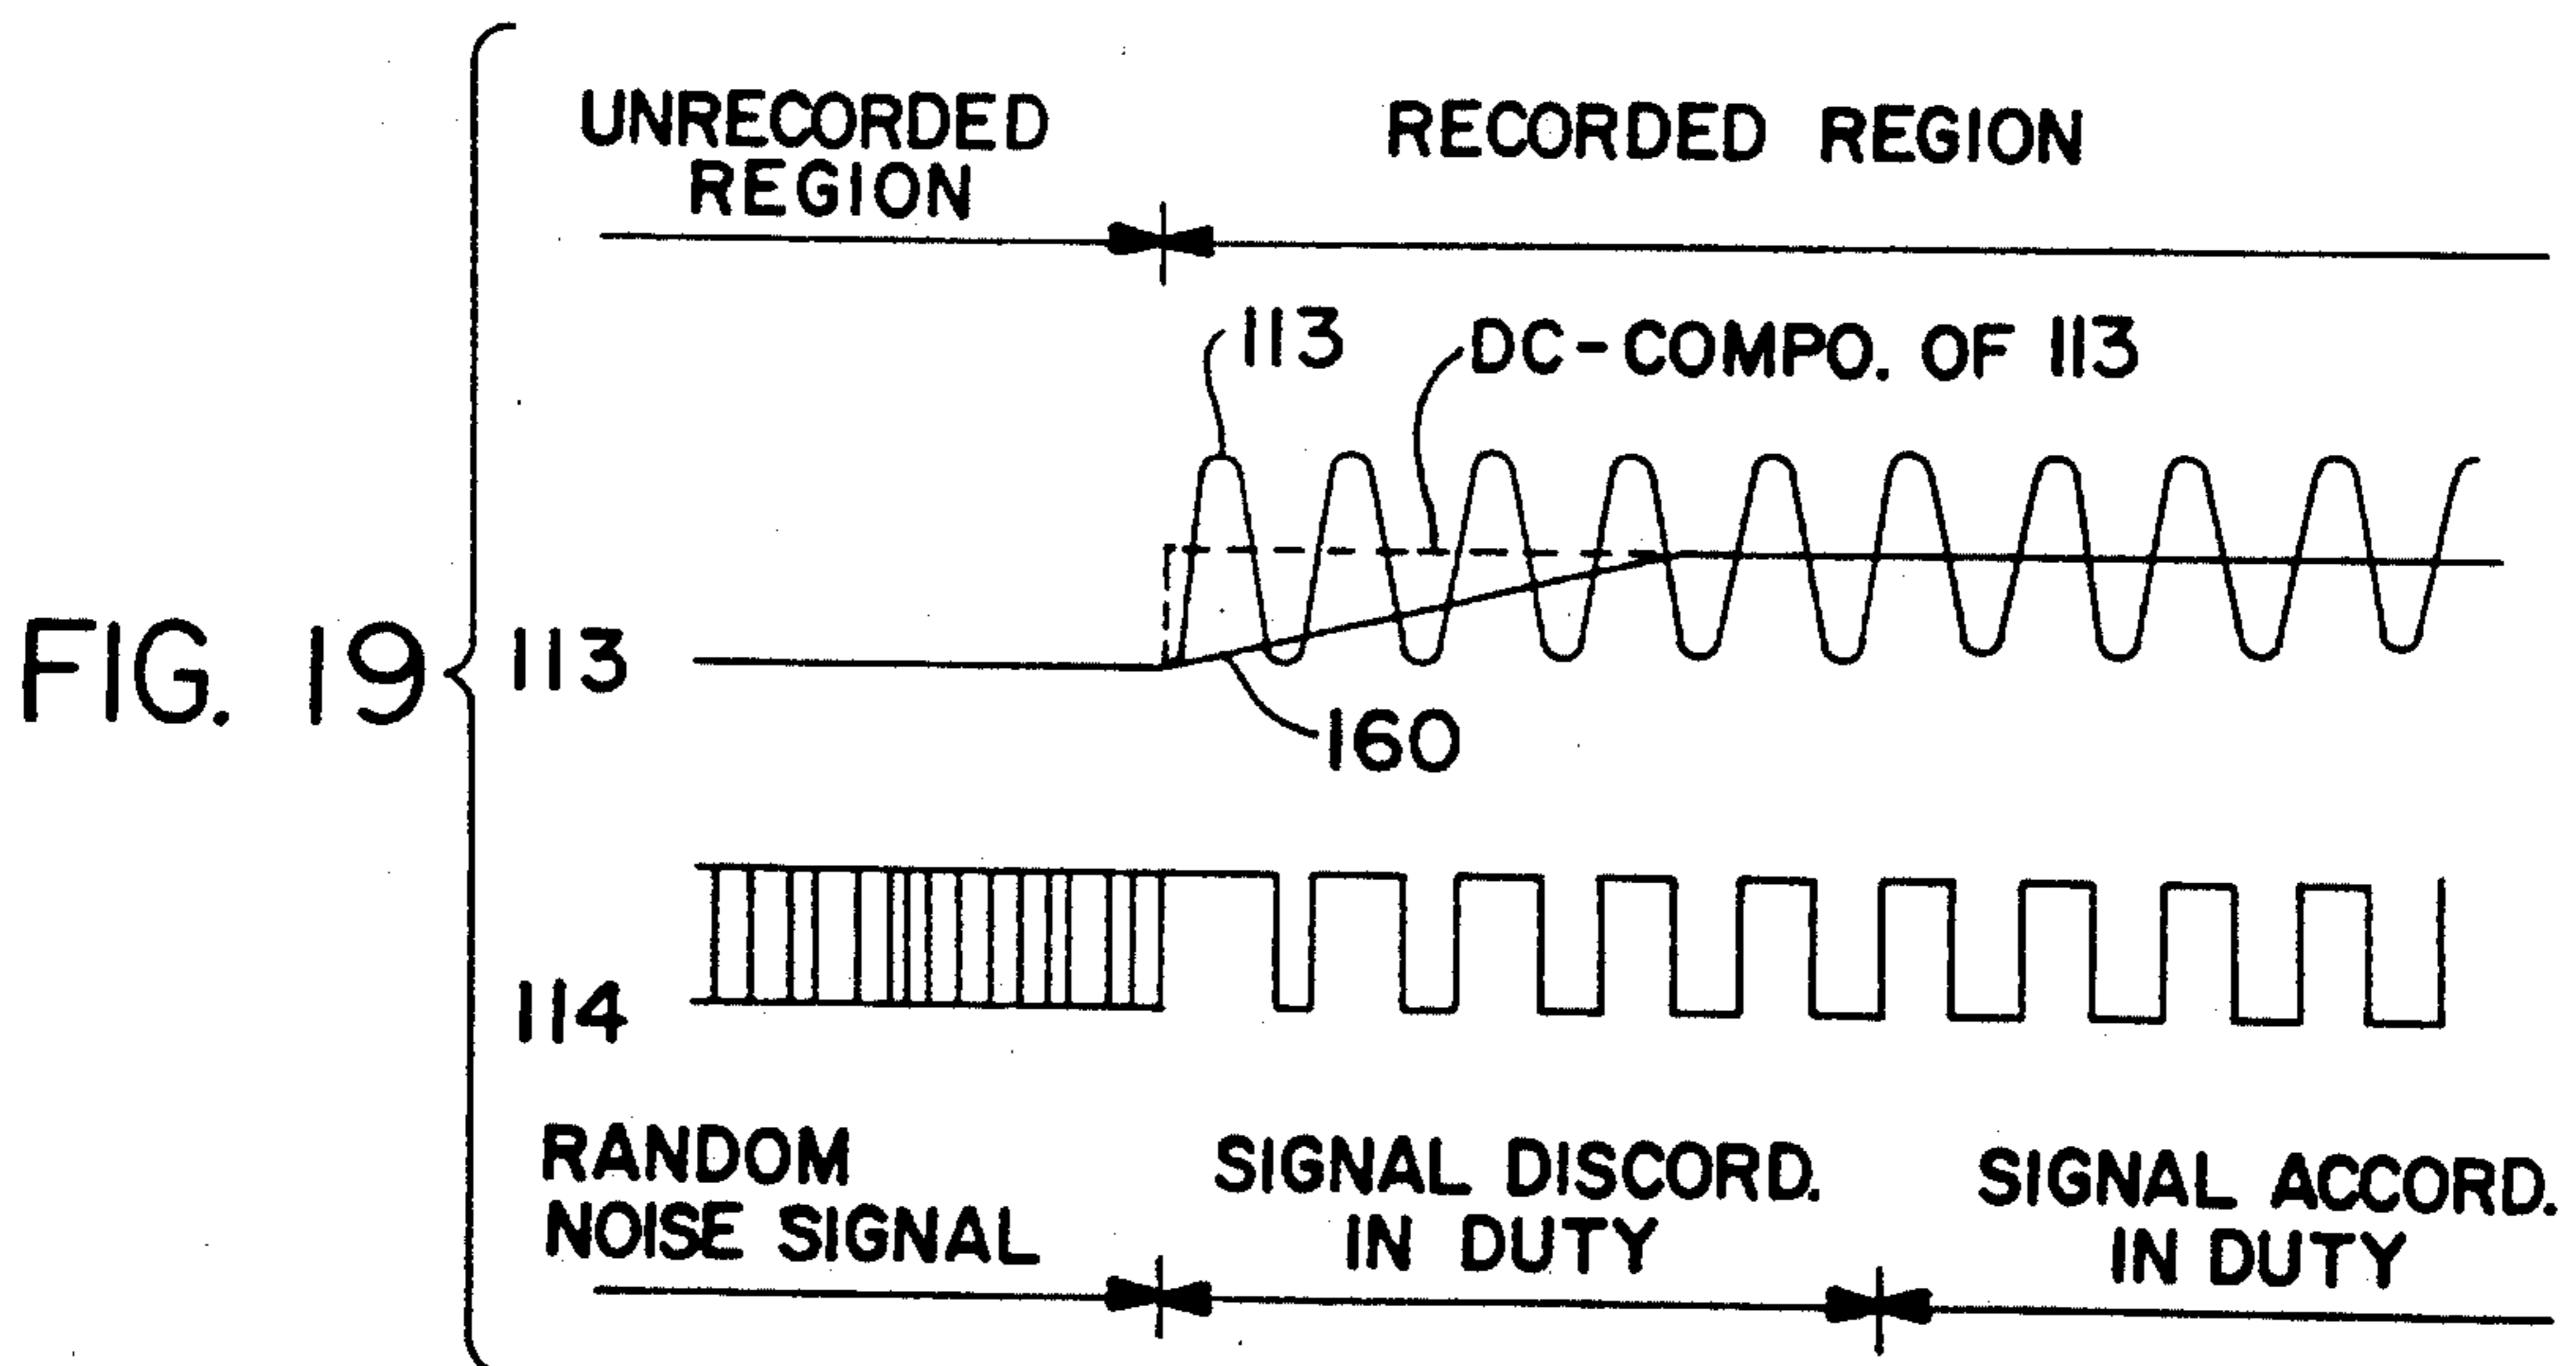 UNRECORDED
REGION
RECORDED REGION
113
DC-COMPO. OF 113
FIG. 19
113
160
114
RANDOM
NOISE SIGNAL
SIGNAL DISCORD.
IN DUTY
SIGNAL ACCORD.
IN DUTY